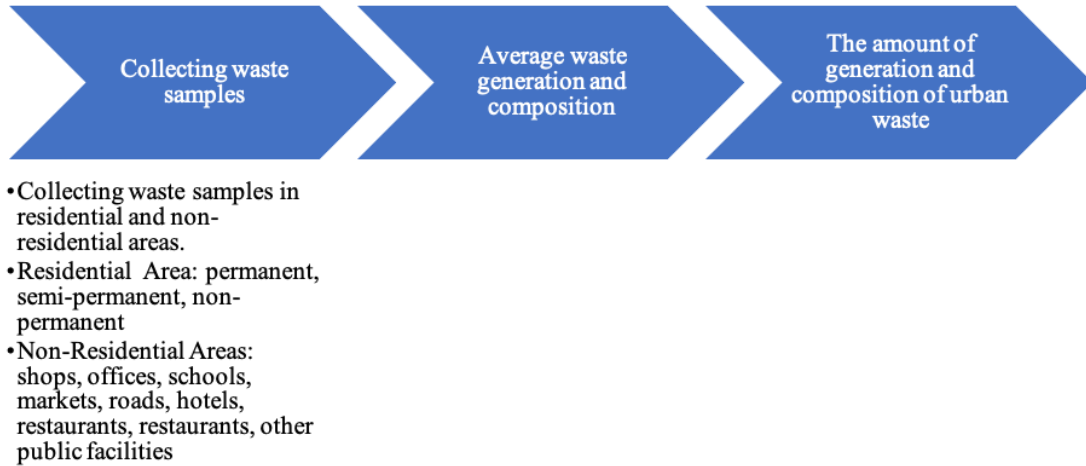 Collecting waste
samples
Average waste
generation and
composition
The amount of
generation and
composition of urban
waste
•Collecting waste samples in
residential and non-
residential areas.
•Residential Area: permanent,
semi-permanent, non-
permanent
•Non-Residential Areas:
shops, offices, schools,
markets, roads, hotels,
restaurants, restaurants, other
public facilities